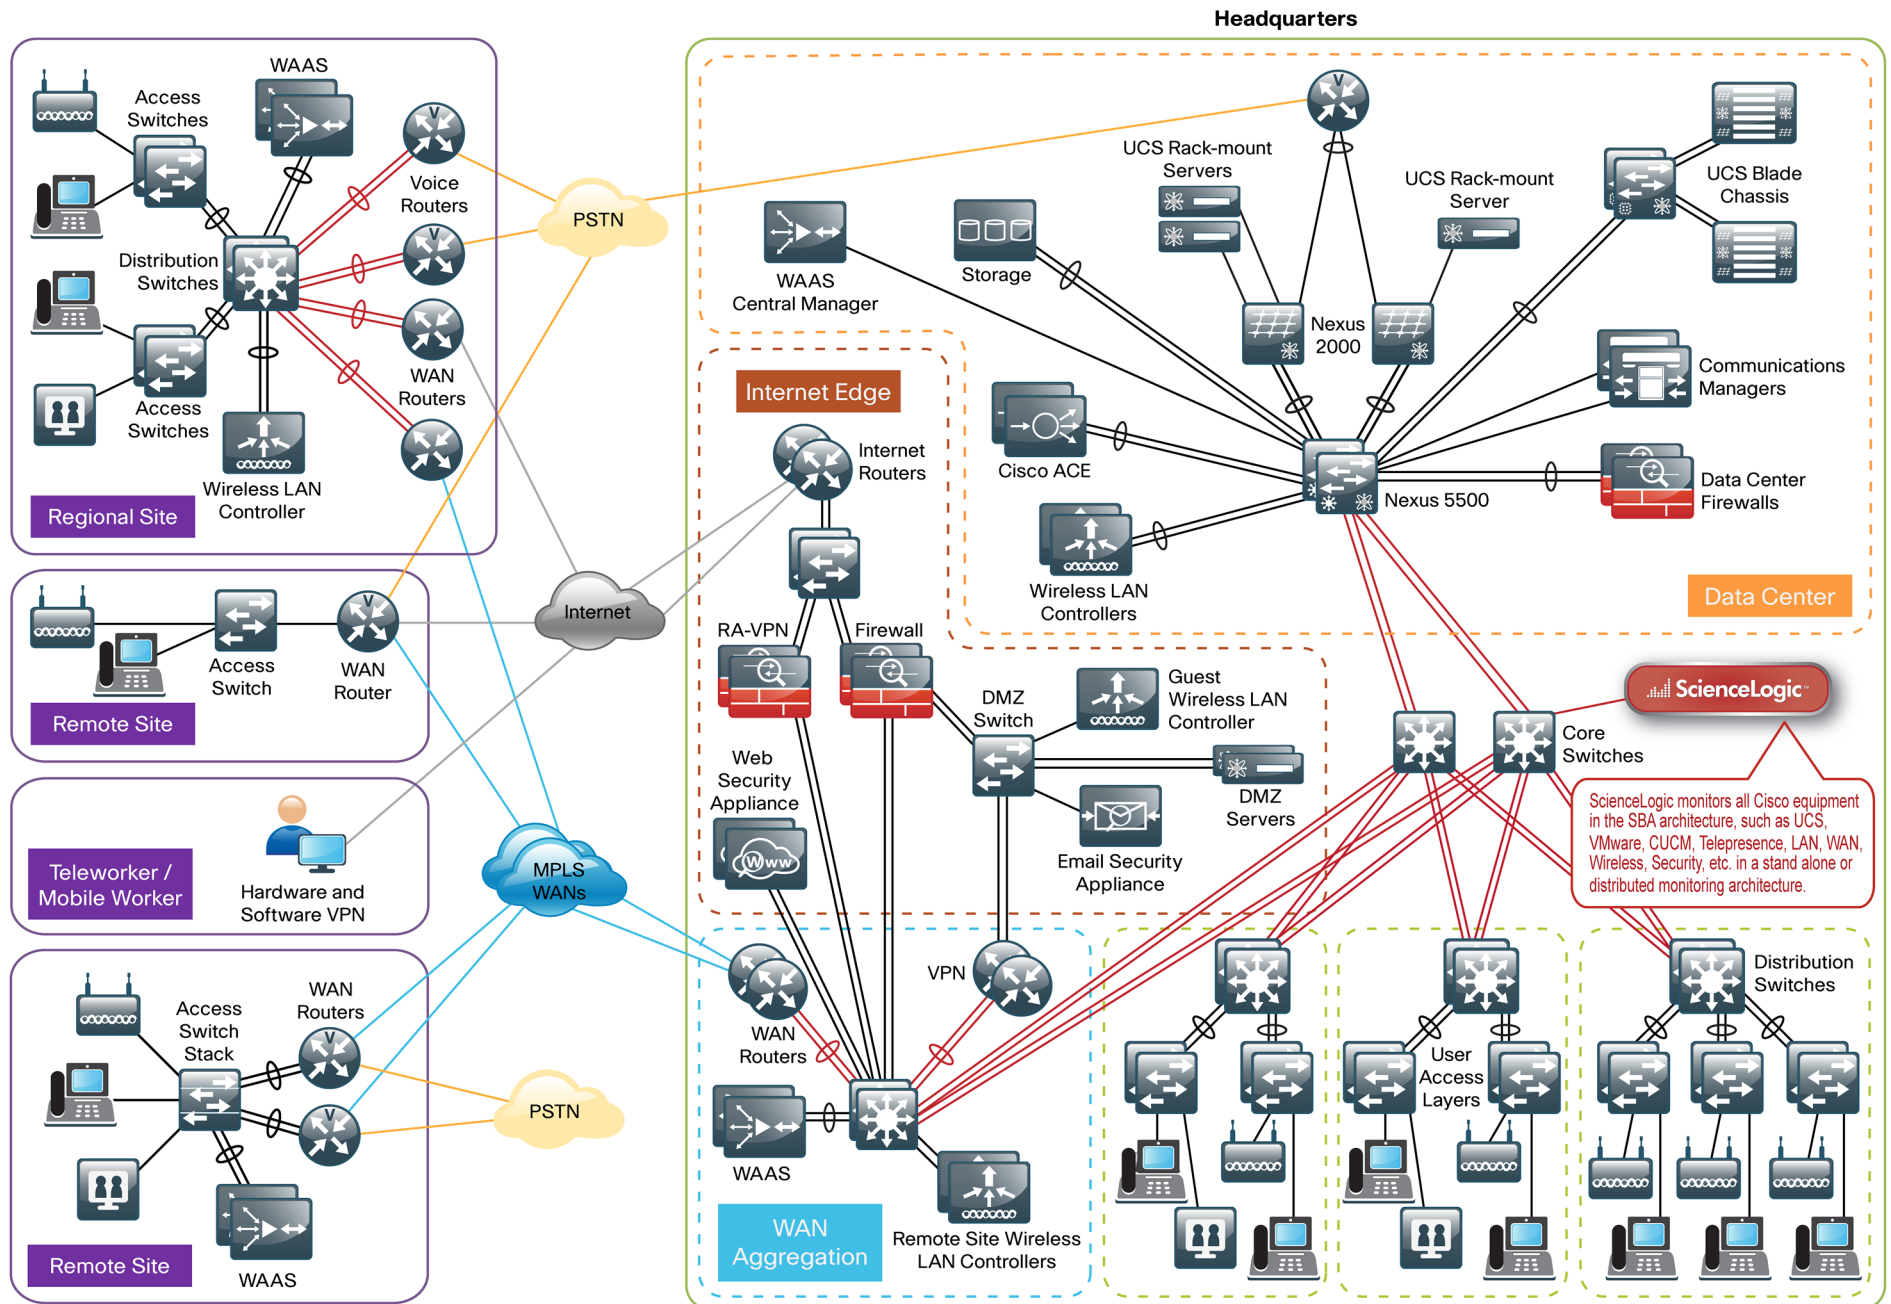 Headquarters
WAAS
Access
Switches
V
Voice
Routers
V
Distribution
Switches
WAN
Routers
Access
Switches
Wireless LAN
Controller
Regional Site
PSTN
V
UCS Rack-mount
Servers
UCS Rack-mount
Server
UCS Blade
Chassis
WAAS
Central Manager
Storage
Nexus
2000
Communications
Managers
Cisco ACE
Nexus 5500
Data Center
Firewalls
Wireless LAN
Controllers
Data Center
Internet Edge
Internet
Routers
Internet
RA-VPN
Firewall
DMZ
Switch
Guest
Wireless LAN
Controller
Web
Security
Appliance
Www
DMZ
Servers
Email Security
Appliance
V
Access
Switch
WAN
Router
Remote Site
ScienceLogic™
Core
Switches
ScienceLogic monitors all Cisco equipment
in the SBA architecture, such as UCS,
VMware, CUCM, Telepresence, LAN, WAN,
Wireless, Security, etc. in a stand alone or
distributed monitoring architecture.
Teleworker /
Mobile Worker
Hardware and
Software VPN
MPLS
WANs
WAN
Routers
Access
Switch
Stack
V
V
PSTN
WAAS
Remote Site
WAN
Routers
VPN
WAAS
WAN
Aggregation
Remote Site Wireless
LAN Controllers
User
Access
Layers
Distribution
Switches